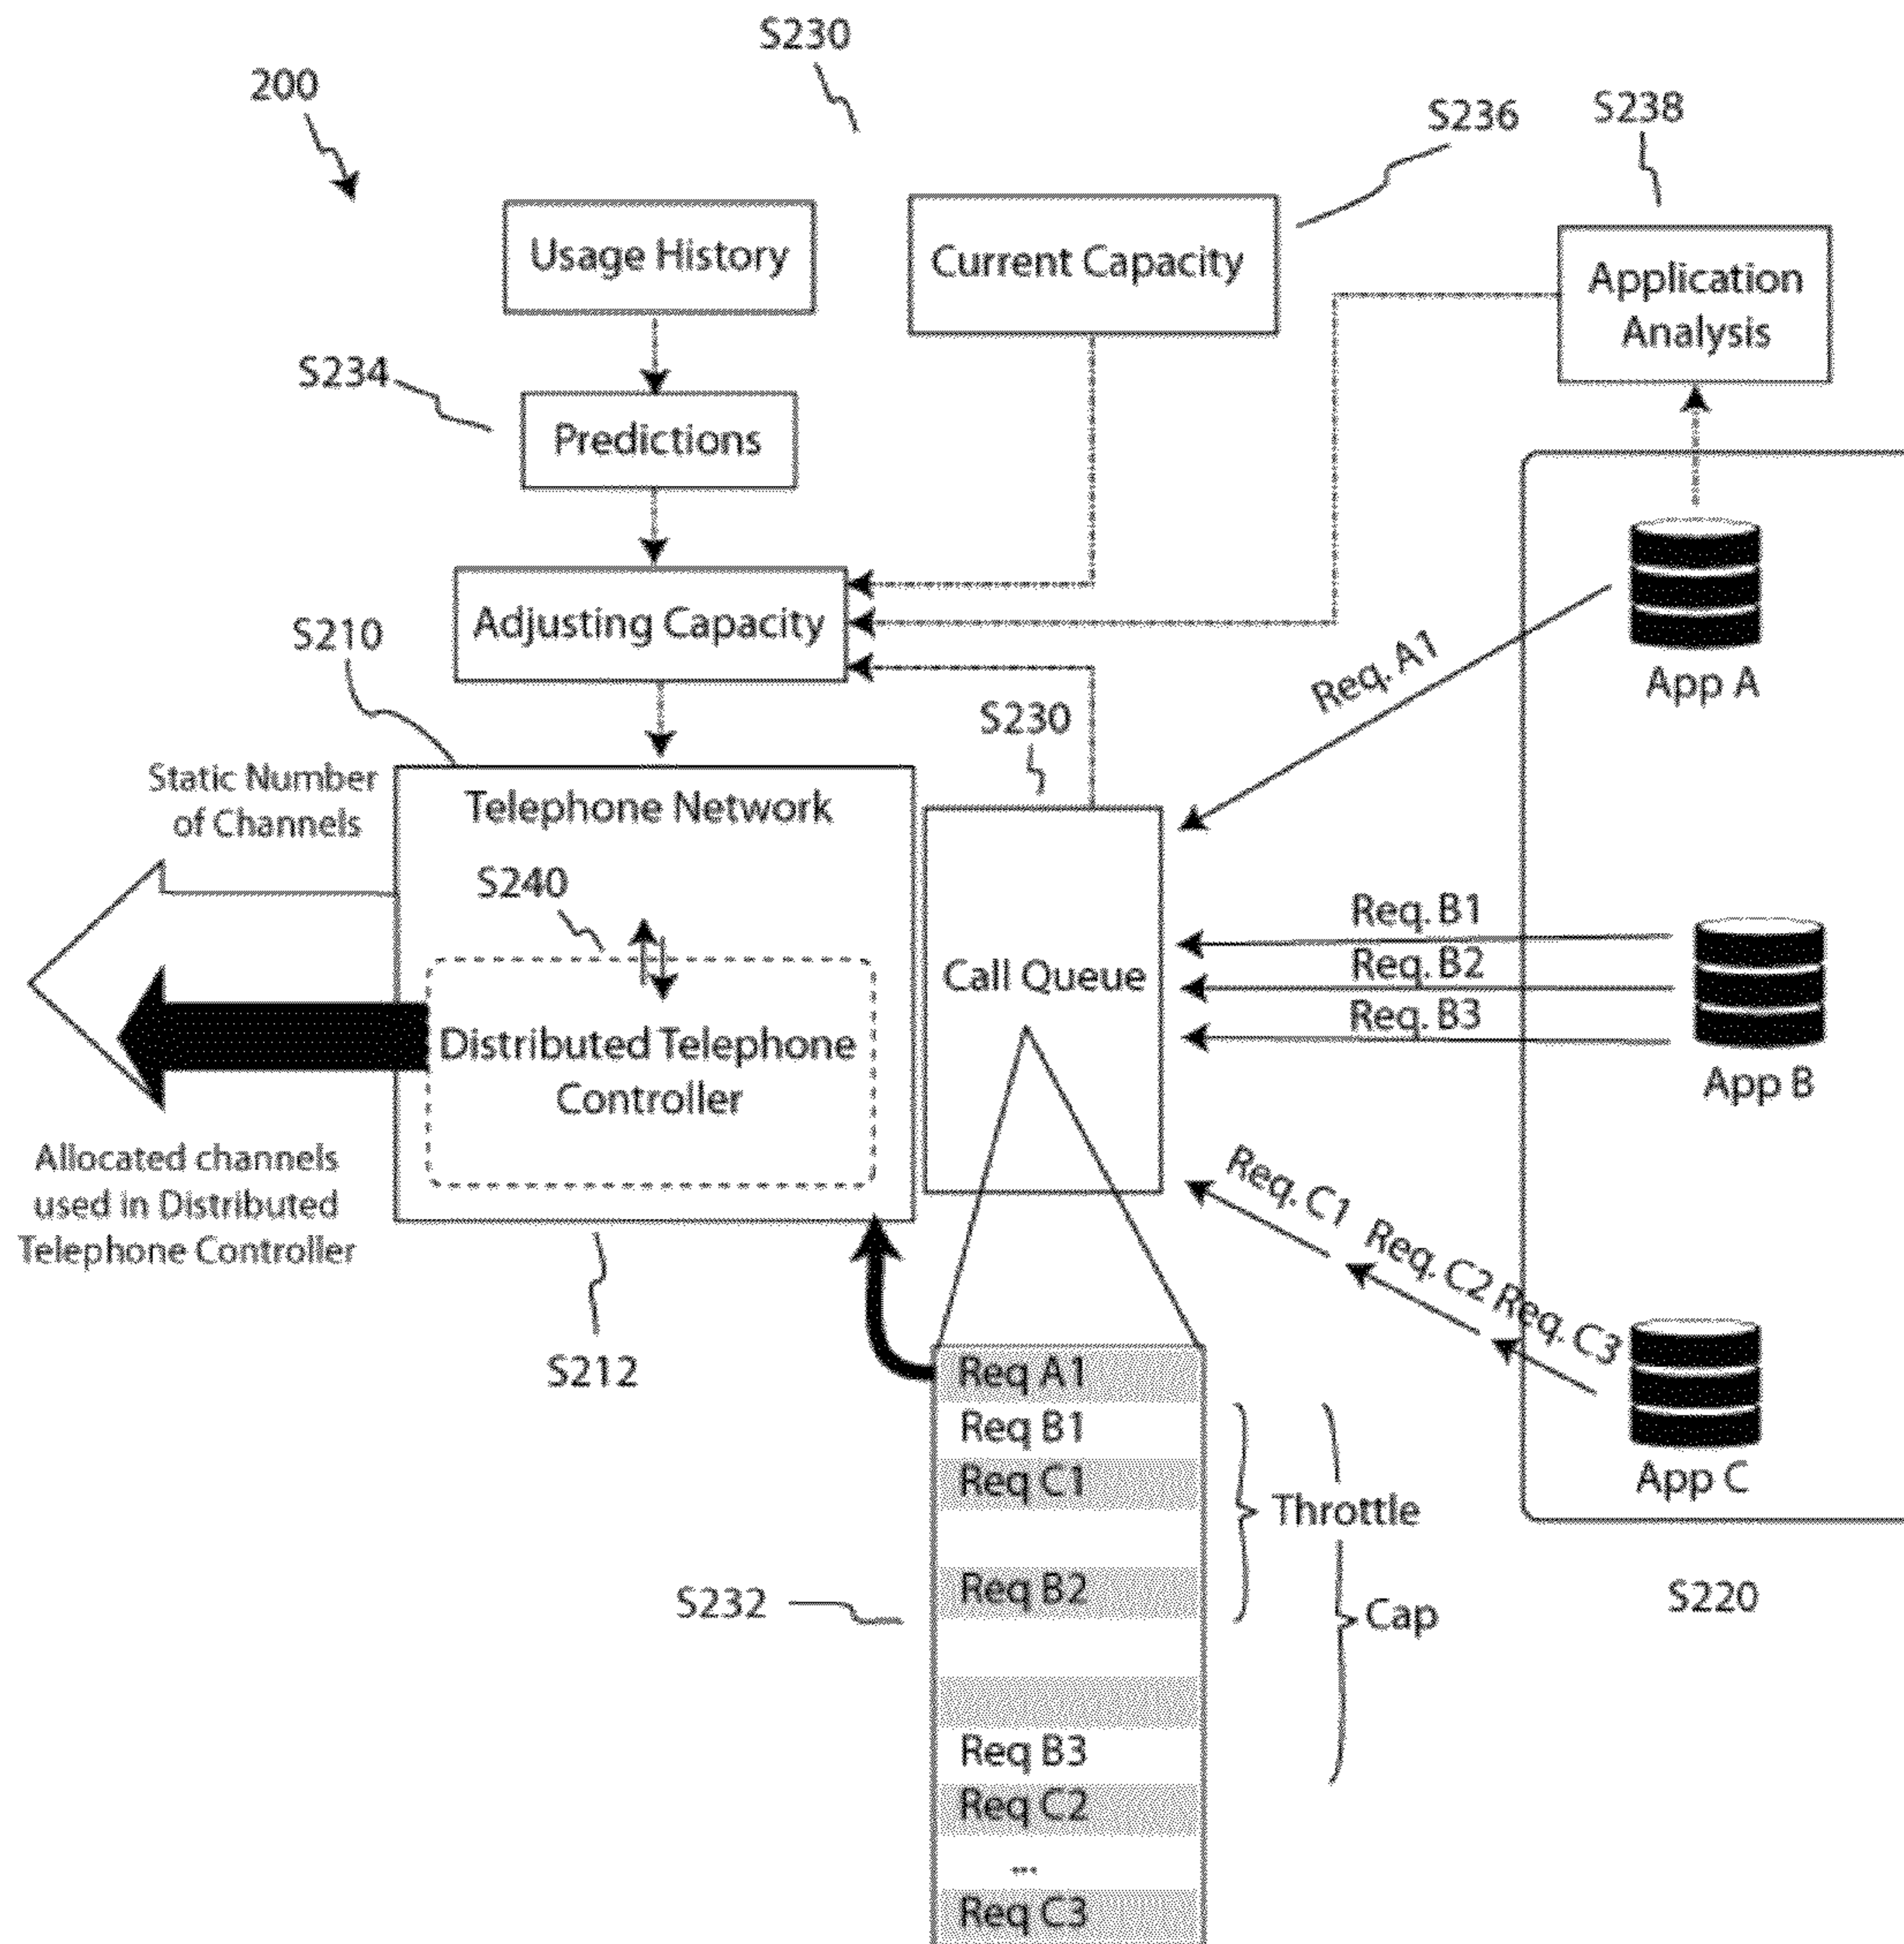 S230
200
S236
S238
Usage History
Current Capacity
Application
Analysis
S234
Predictions
Adjusting Capacity
S210
Req. A1
App A
S230
Static Number
of Channels
Telephone Network
S240
Call Queue
Req. B1
Req. B2
Req. B3
App B
Distributed Telephone
Controller
Allocated channels
used in Distributed
Telephone Controller
Req. C1
Req. C2
Req. C3
App C
S212
Req A1
Req B1
Req C1
Req B2
Req B3
Req C2
...
Req C3
Throttle
Cap
S232
S220